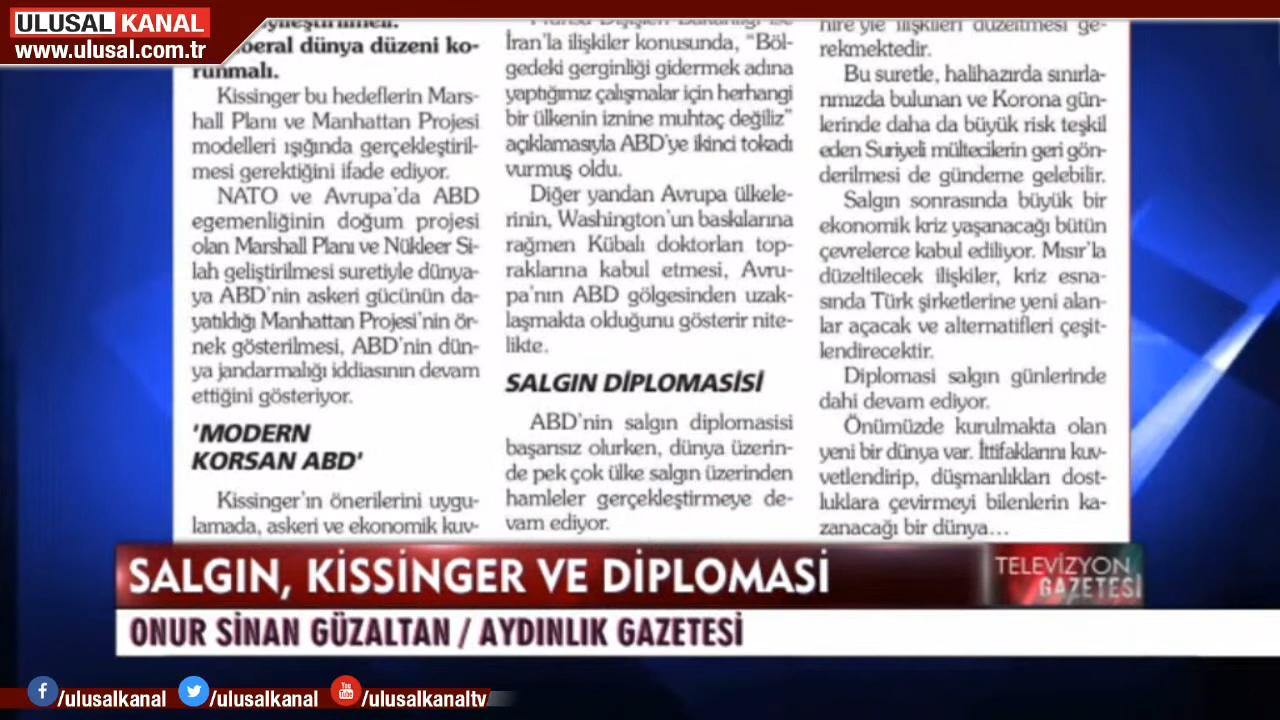 ULUSAL KANAL
www.ulusal.com.tr
runmalı.
Kissinger bu hedeflerin Mars-
hall Planı ve Manhattan Projesi
modelleri ışığında gerçekleştiril-
mesi gerektiğini ifade ediyor.
NATO ve Avrupa'da ABD
egemenliğinin doğum projesi
olan Marshall Planı ve Nükleer Si-
lah geliştirilmesi suretiyle dünya-
ya ABD'nin askeri gücünün da-
yatıldığı Manhattan Projesi'nin ör-
nek gösterilmesi, ABD'nin dün-
ya jandarmalığı iddiasının devam
ettiğini gösteriyor.
'MODERN
KORSAN ABD'
Kissinger'ın önerilerini uygu-
lamada, askeri ve ekonomik kuv-
İran'la ilişkiler konusunda, "Böl-
gedeki gerginliği gidermek adına
yaptığımız çalışmalar için herhangi
bir ülkenin iznine muhtaç değiliz"
açıklamasıyla ABD'ye ikinci tokadı
vurmuş oldu.
Diğer yandan Avrupa ülkele-
rinin, Washington'un baskılarına
rağmen Kübalı doktorları top-
raklarına kabul etmesi, Avru-
pa'nın ABD gölgesinden uzak-
laşmakta olduğunu gösterir nite-
likte.
SALGIN DİPLOMASİSİ
ABD'nin salgın diplomasisi
başarısız olurken, dünya üzerin-
de pek çok ülke salgın üzerinden
hamleler gerçekleştirmeye de-
vam ediyor.
hire'yle ilişkileri düzeltmesi ge-
rekmektedir.
Bu suretle, halihazırda sınırla-
rımızda bulunan ve Korona gün-
lerinde daha da büyük risk teşkil
eden Suriyeli mültecilerin geri gön-
derilmesi de gündeme gelebilir.
Salgın sonrasında büyük bir
ekonomik kriz yaşanacağı bütün
çevrelerce kabul ediliyor. Mısır'la
düzeltilecek ilişkiler, kriz esna-
sında Türk şirketlerine yeni alan-
lar açacak ve alternatifleri çeşit-
lendirecektir.
Diplomasi salgın günlerinde
dahi devam ediyor.
Önümüzde kurulmakta olan
yeni bir dünya var. İttifaklarını kuv-
vetlendirip, düşmanlıkları dost-
luklara çevirmeyi bilenlerin ka-
zanacağı bir dünya...
SALGIN, KİSSİNGER VE DİPLOMASİ
TELEVİZYON
GAZETESİ
ONUR SİNAN GÜZALTAN / AYDINLIK GAZETESİ
/ulusalkanal
/ulusalkanal
You Tube
/ulusalkanaltv